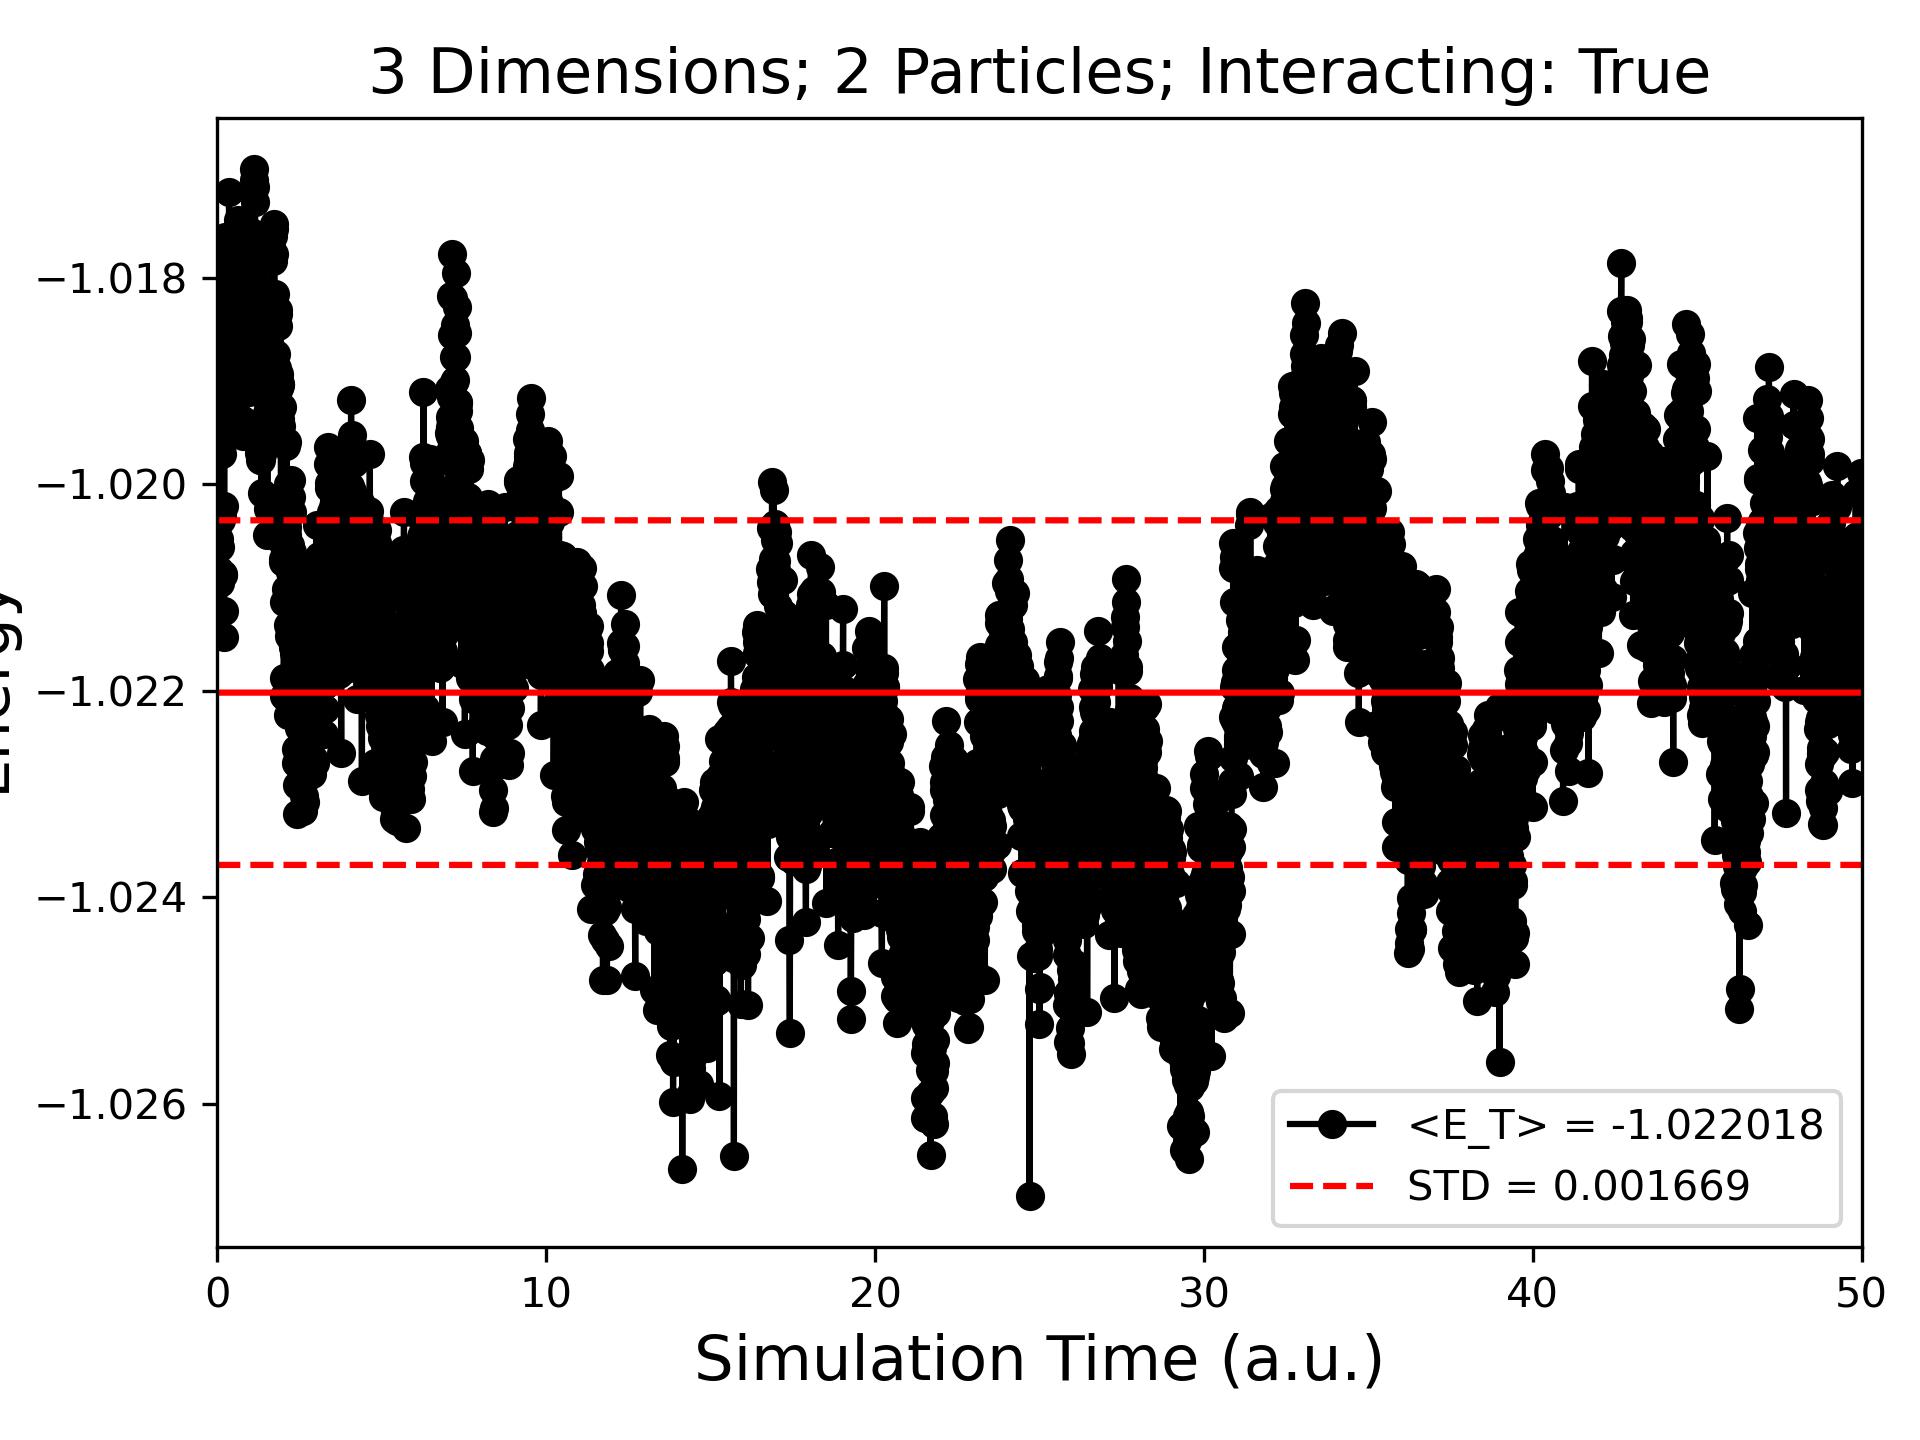 3 Dimensions; 2 Particles; Interacting: True
−1.018
−1.020
−1.022
−1.024
−1.026
<E_T> = -1.022018
STD = 0.001669
0 10 20 30 40 50
Simulation Time (a.u.)